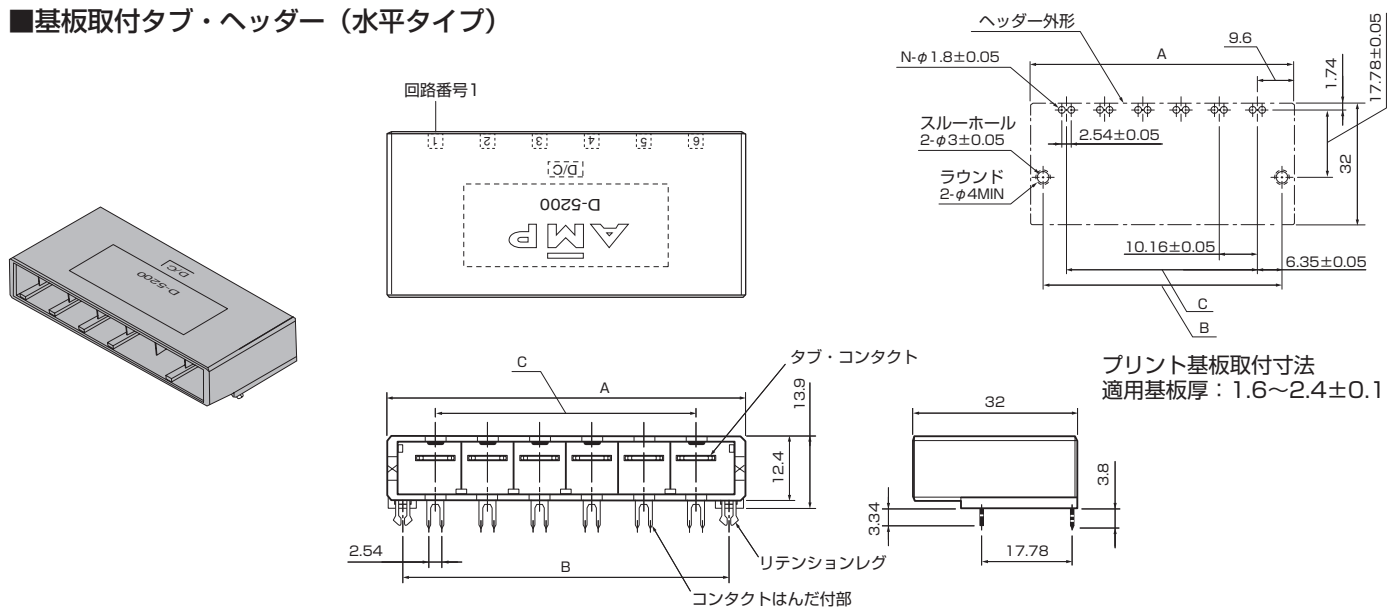 ■基板取付タブ・ヘッダー（水平タイプ）
ヘッダー外形
A
9.6
1.74
17.78±0.05
N-φ1.8±0.05
回路番号1
スルーホール
2-φ3±0.05
2.54±0.05
32
ラウンド
2-φ4MIN
10.16±0.05
6.35±0.05
C
B
1 2 3 4 5 6
D/C
D-5200
AMP
D/C
D-5200
プリント基板取付寸法
適用基板厚：1.6～2.4±0.1
タブ・コンタクト
C
A
13.9
12.4
2.54
B
リテンションレグ
コンタクトはんだ付部
32
3.8
3.34
17.78